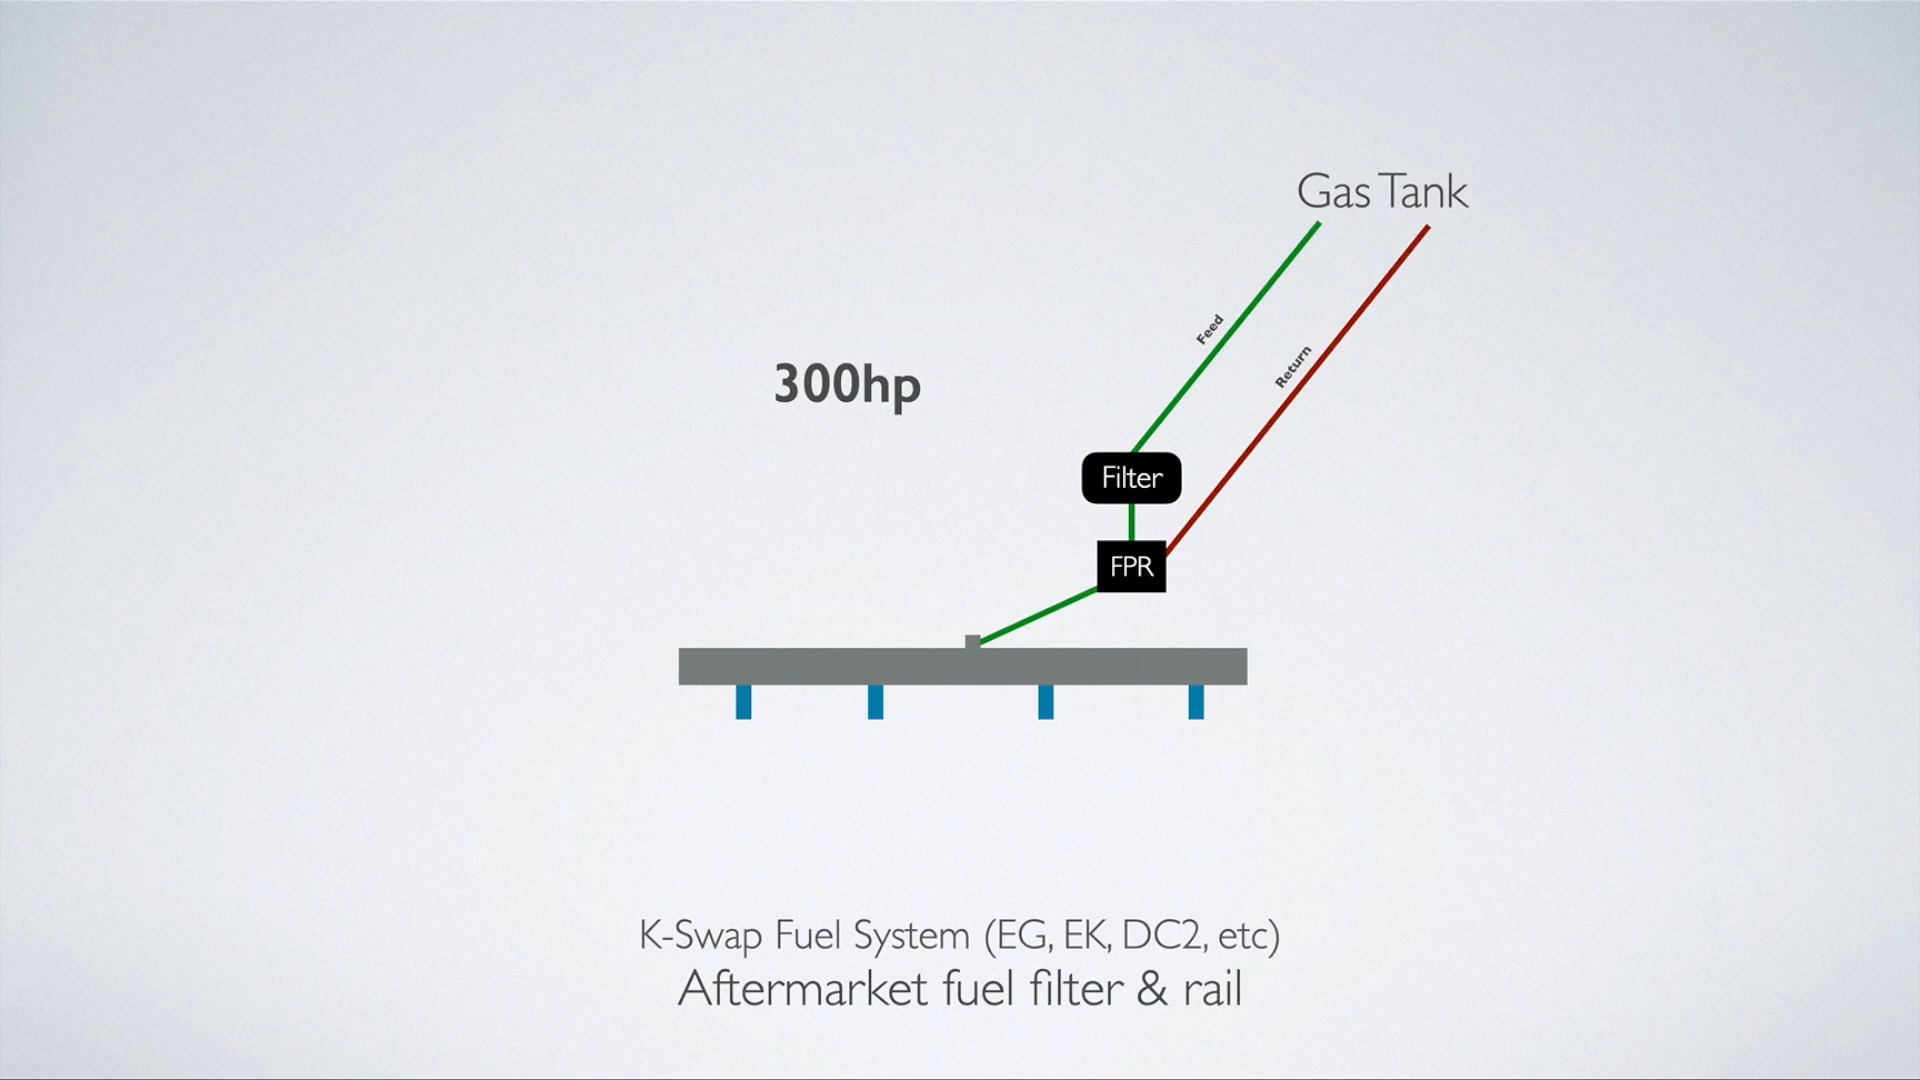 Gas Tank
Feed
Return
300hp
Filter
FPR
K-Swap Fuel System (EG, EK, DC2, etc)
Aftermarket fuel filter & rail